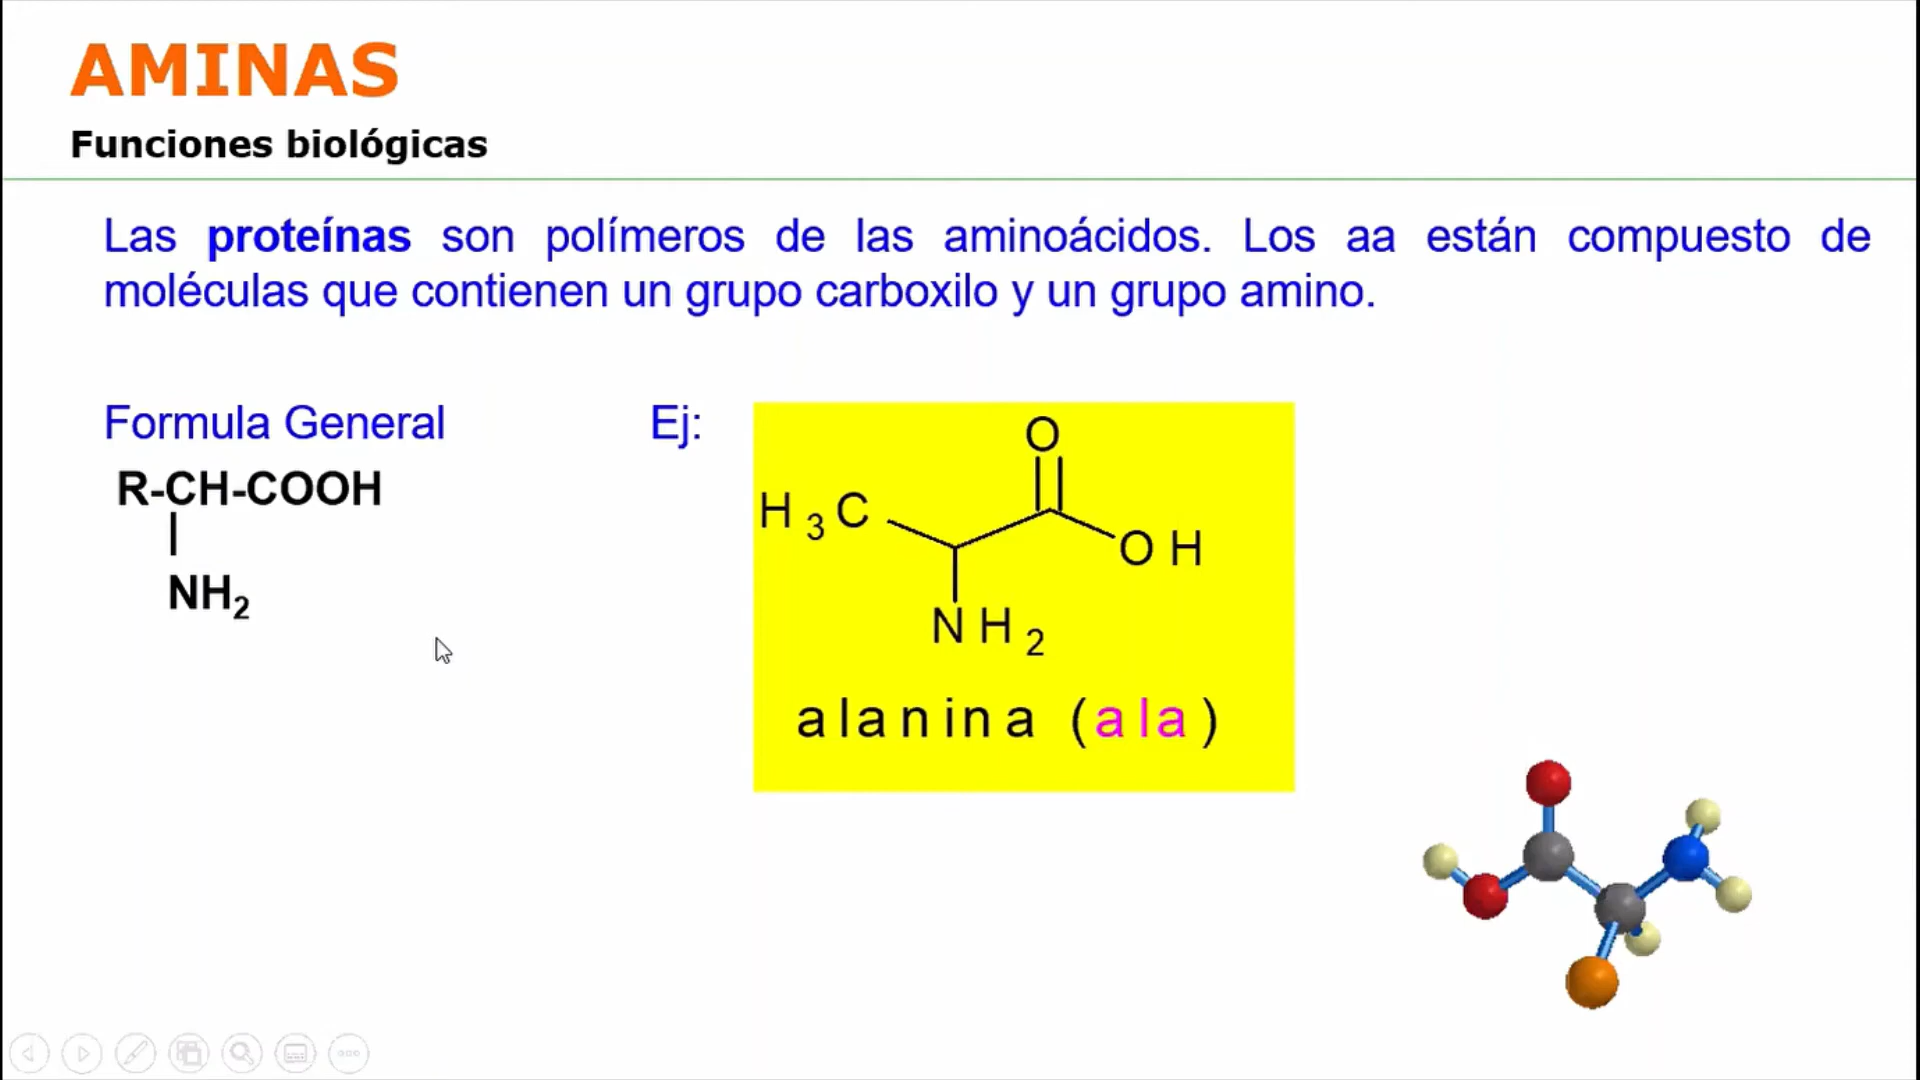 AMINAS
Funciones biológicas
Las proteínas son polímeros de las aminoácidos. Los aa están compuesto de
moléculas que contienen un grupo carboxilo y un grupo amino.
Formula General
R-CH-COOH
NH2
Ej:
O
H3C
OH
NH2
alanina (ala)